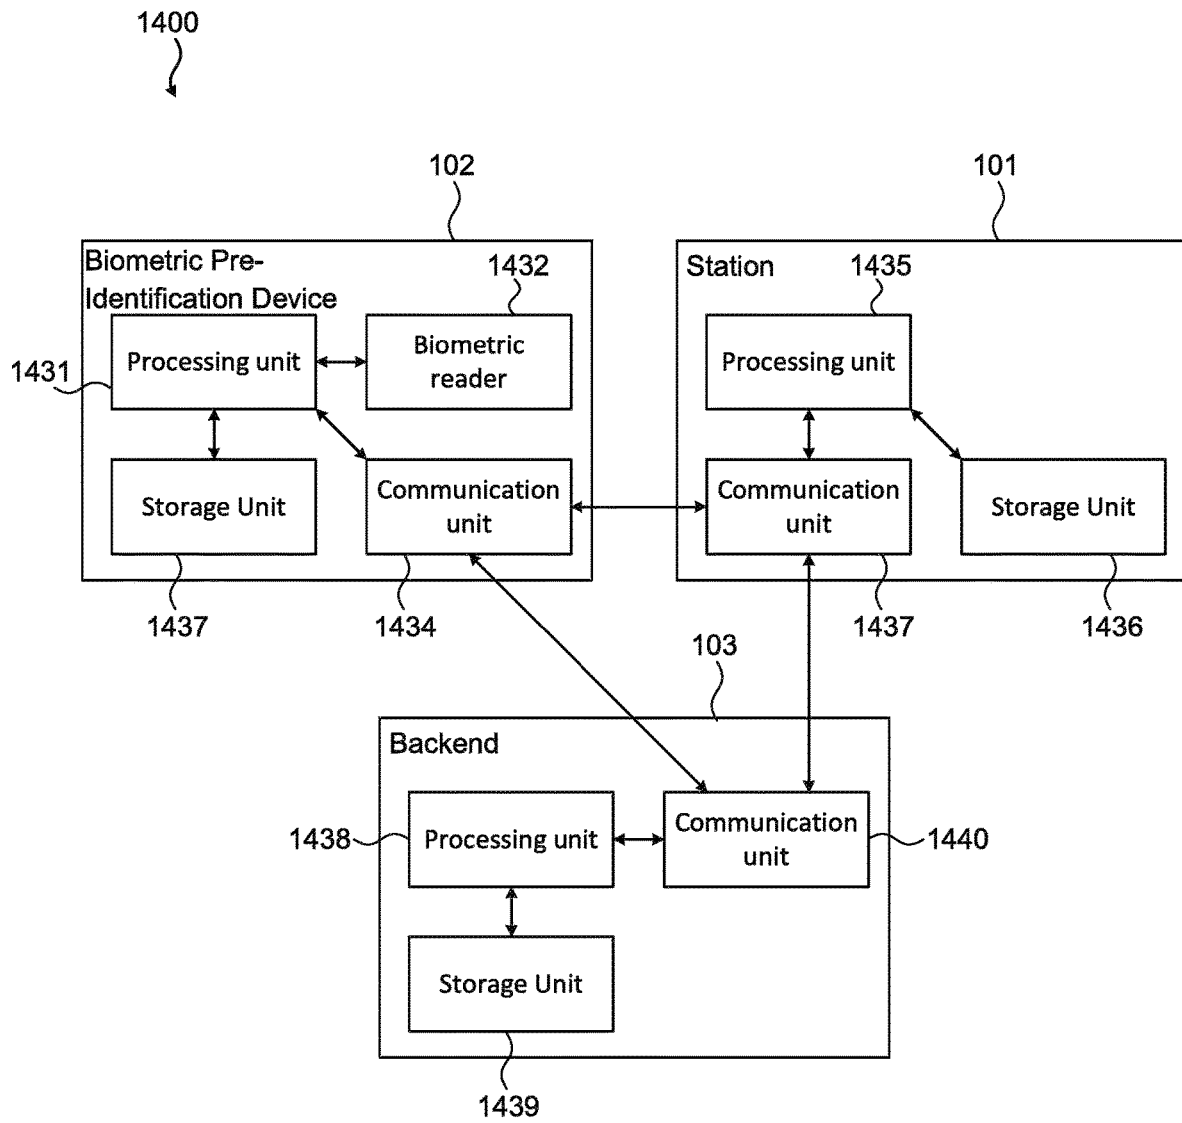 1400
102
101
Biometric Pre-
Identification Device
1432
Station
1435
Processing unit
Biometric
reader
Processing unit
1431
Storage Unit
Communication
unit
Communication
unit
Storage Unit
1437
1434
1437
1436
103
Backend
1438
Processing unit
Communication
unit
1440
Storage Unit
1439